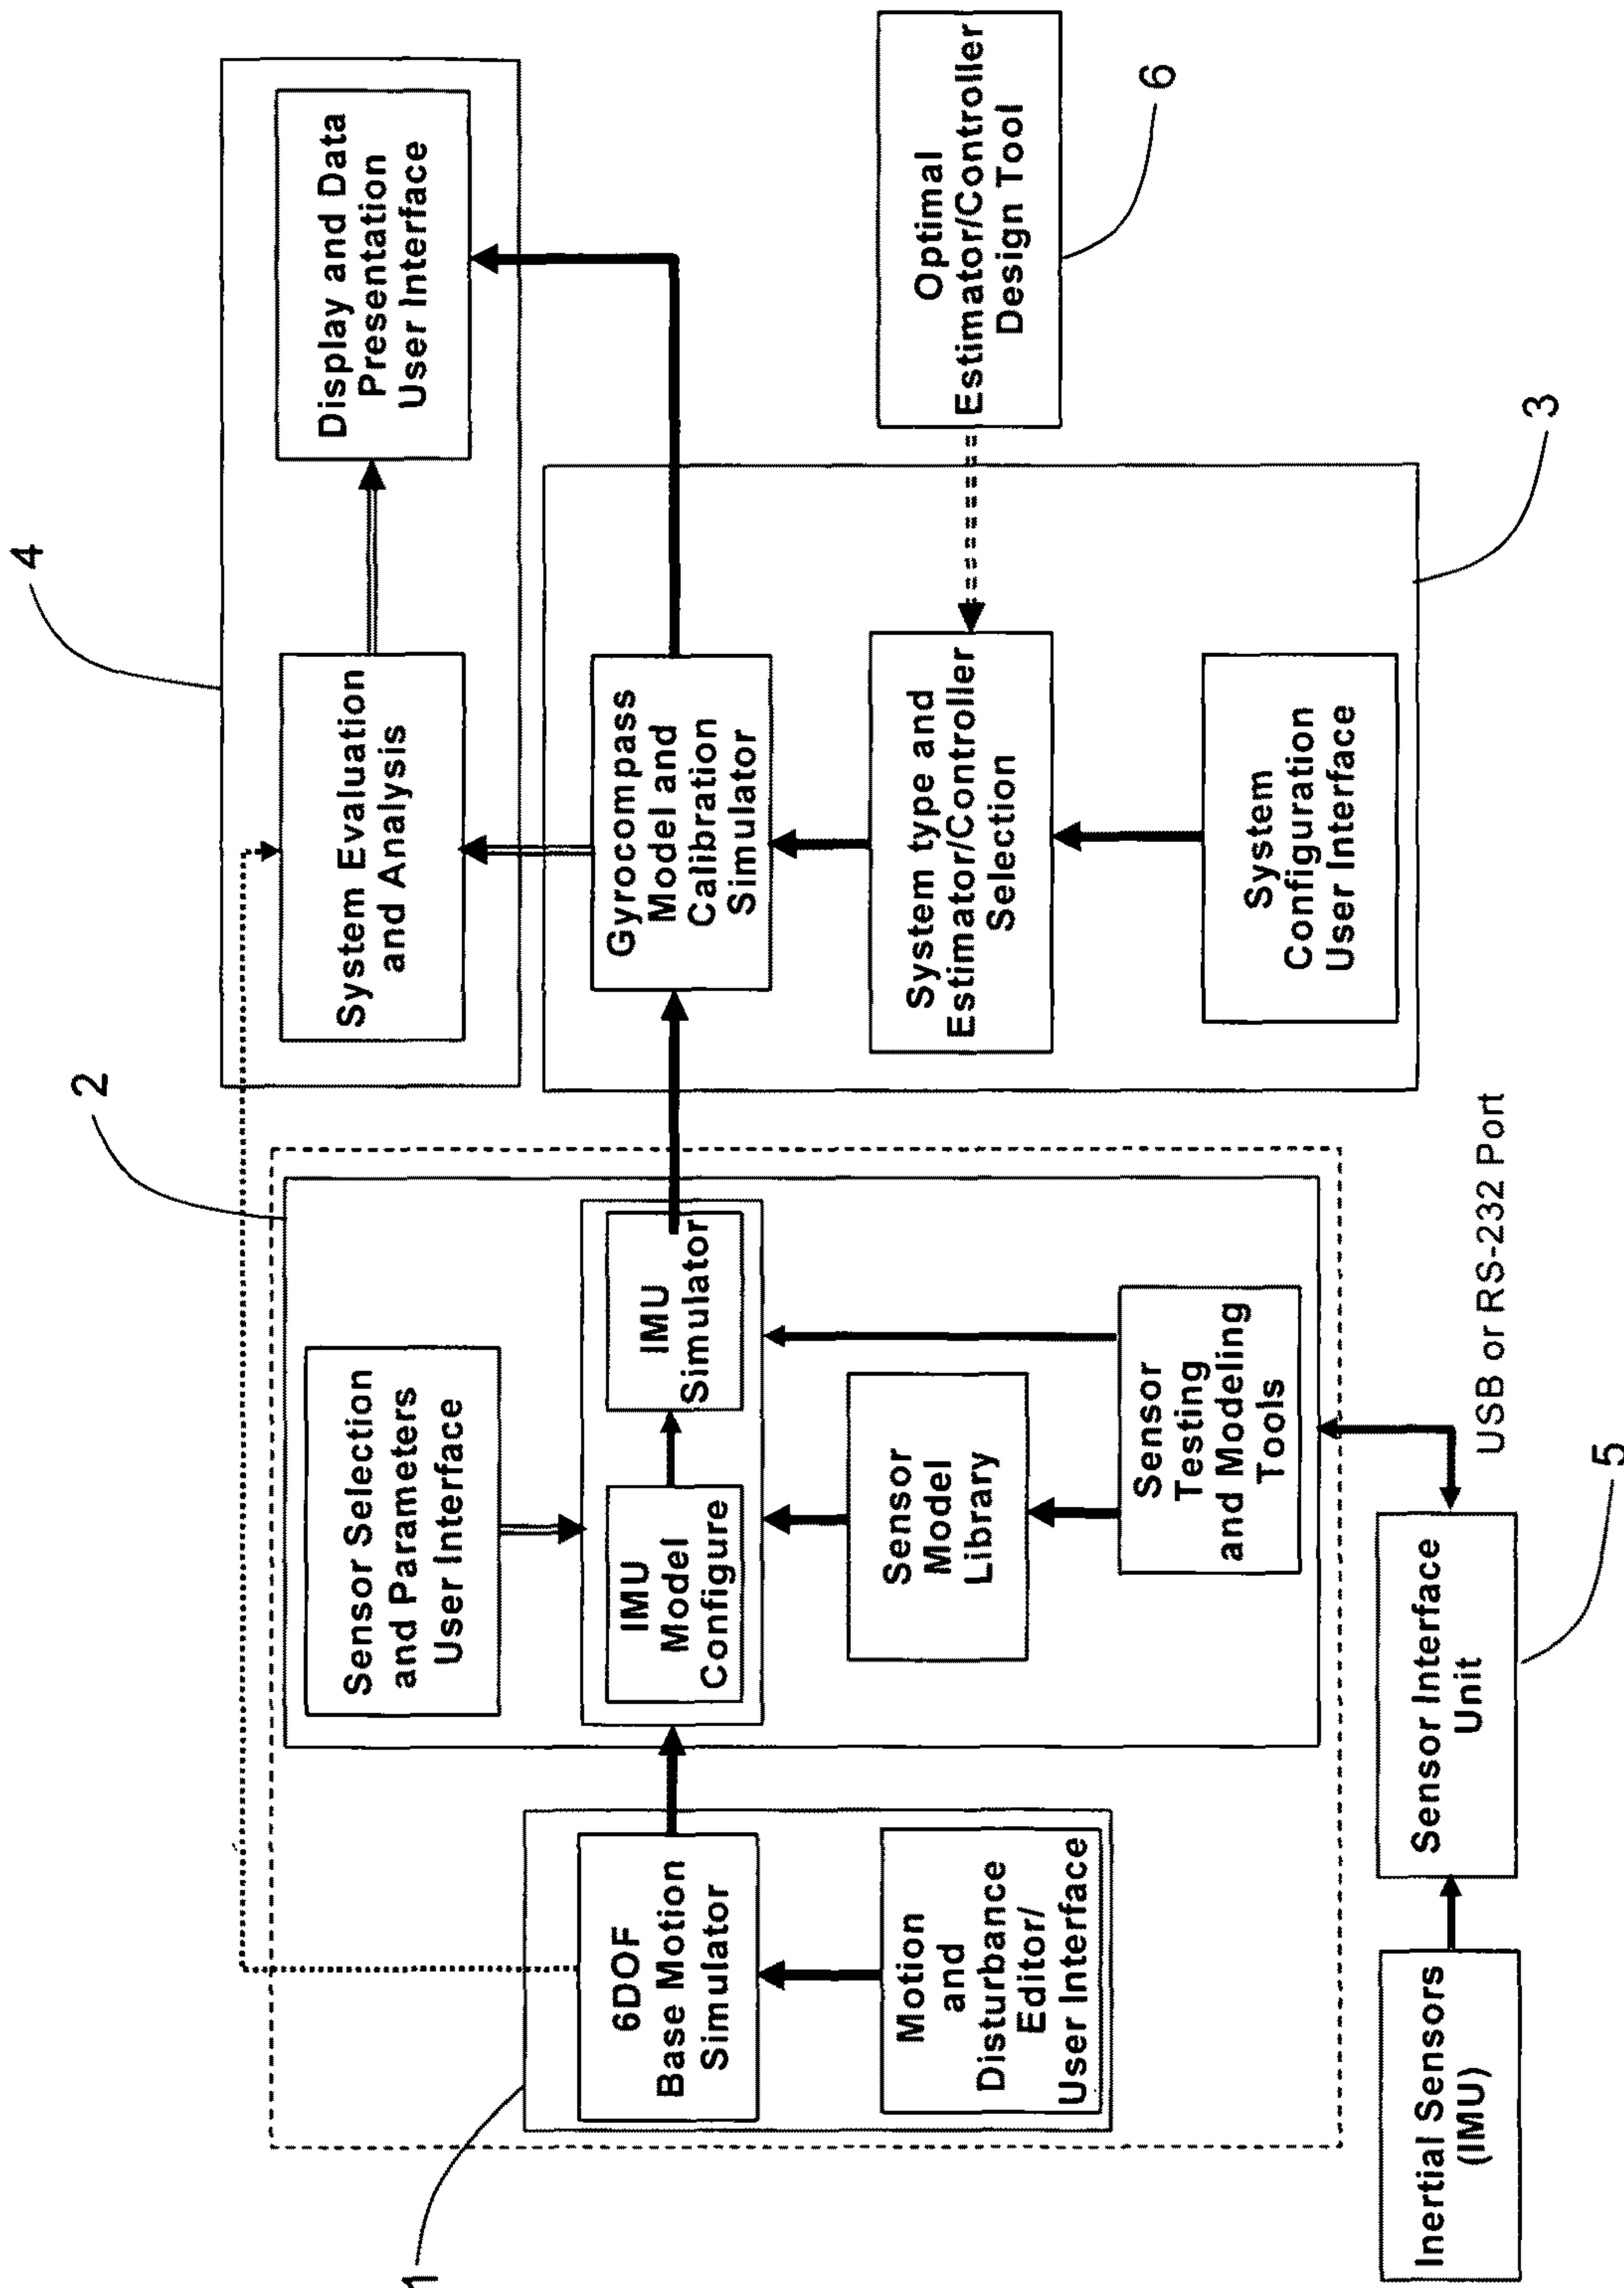 4
Display and Data
Presentation
User Interface
System Evaluation
and Analysis
2
Sensor Selection
and Parameters
User Interface
IMU
Simulator
IMU
Model
Configure
Sensor
Model
Library
Sensor
Testing
and Modeling
Tools
1
6DOF
Base Motion
Simulator
Motion
and
Disturbance
Editor/
User Interface
Gyrocompass
Model and
Calibration
Simulator
System type and
Estimator/Controller
Selection
System
Configuration
User Interface
3
Optimal
Estimator/Controller
Design Tool
6
USB or RS-232 Port
Sensor Interface
Unit
5
Inertial Sensors
(IMU)